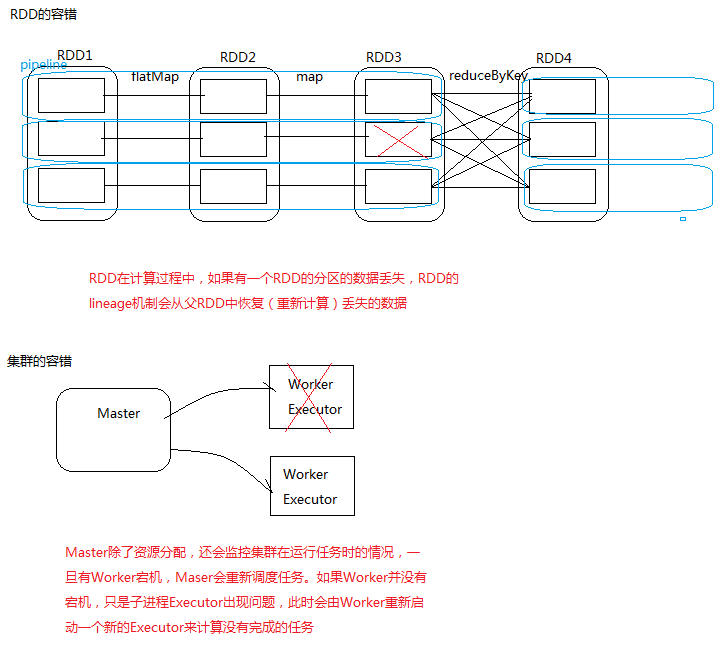 RDD的容错
RDD1
RDD2
RDD3
RDD4
pipeline
flatMap
map
reduceByKey
RDD在计算过程中，如果有一个RDD的分区的数据丢失，RDD的
lineage机制会从父RDD中恢复（重新计算）丢失的数据
集群的容错
Master
Worker
Executor
Worker
Executor
Master除了资源分配，还会监控集群在运行任务时的情况，一
旦有Worker宕机，Maser会重新调度任务。如果Worker并没有
宕机，只是子进程Executor出现问题，此时会由Worker重新启
动一个新的Executor来计算没有完成的任务